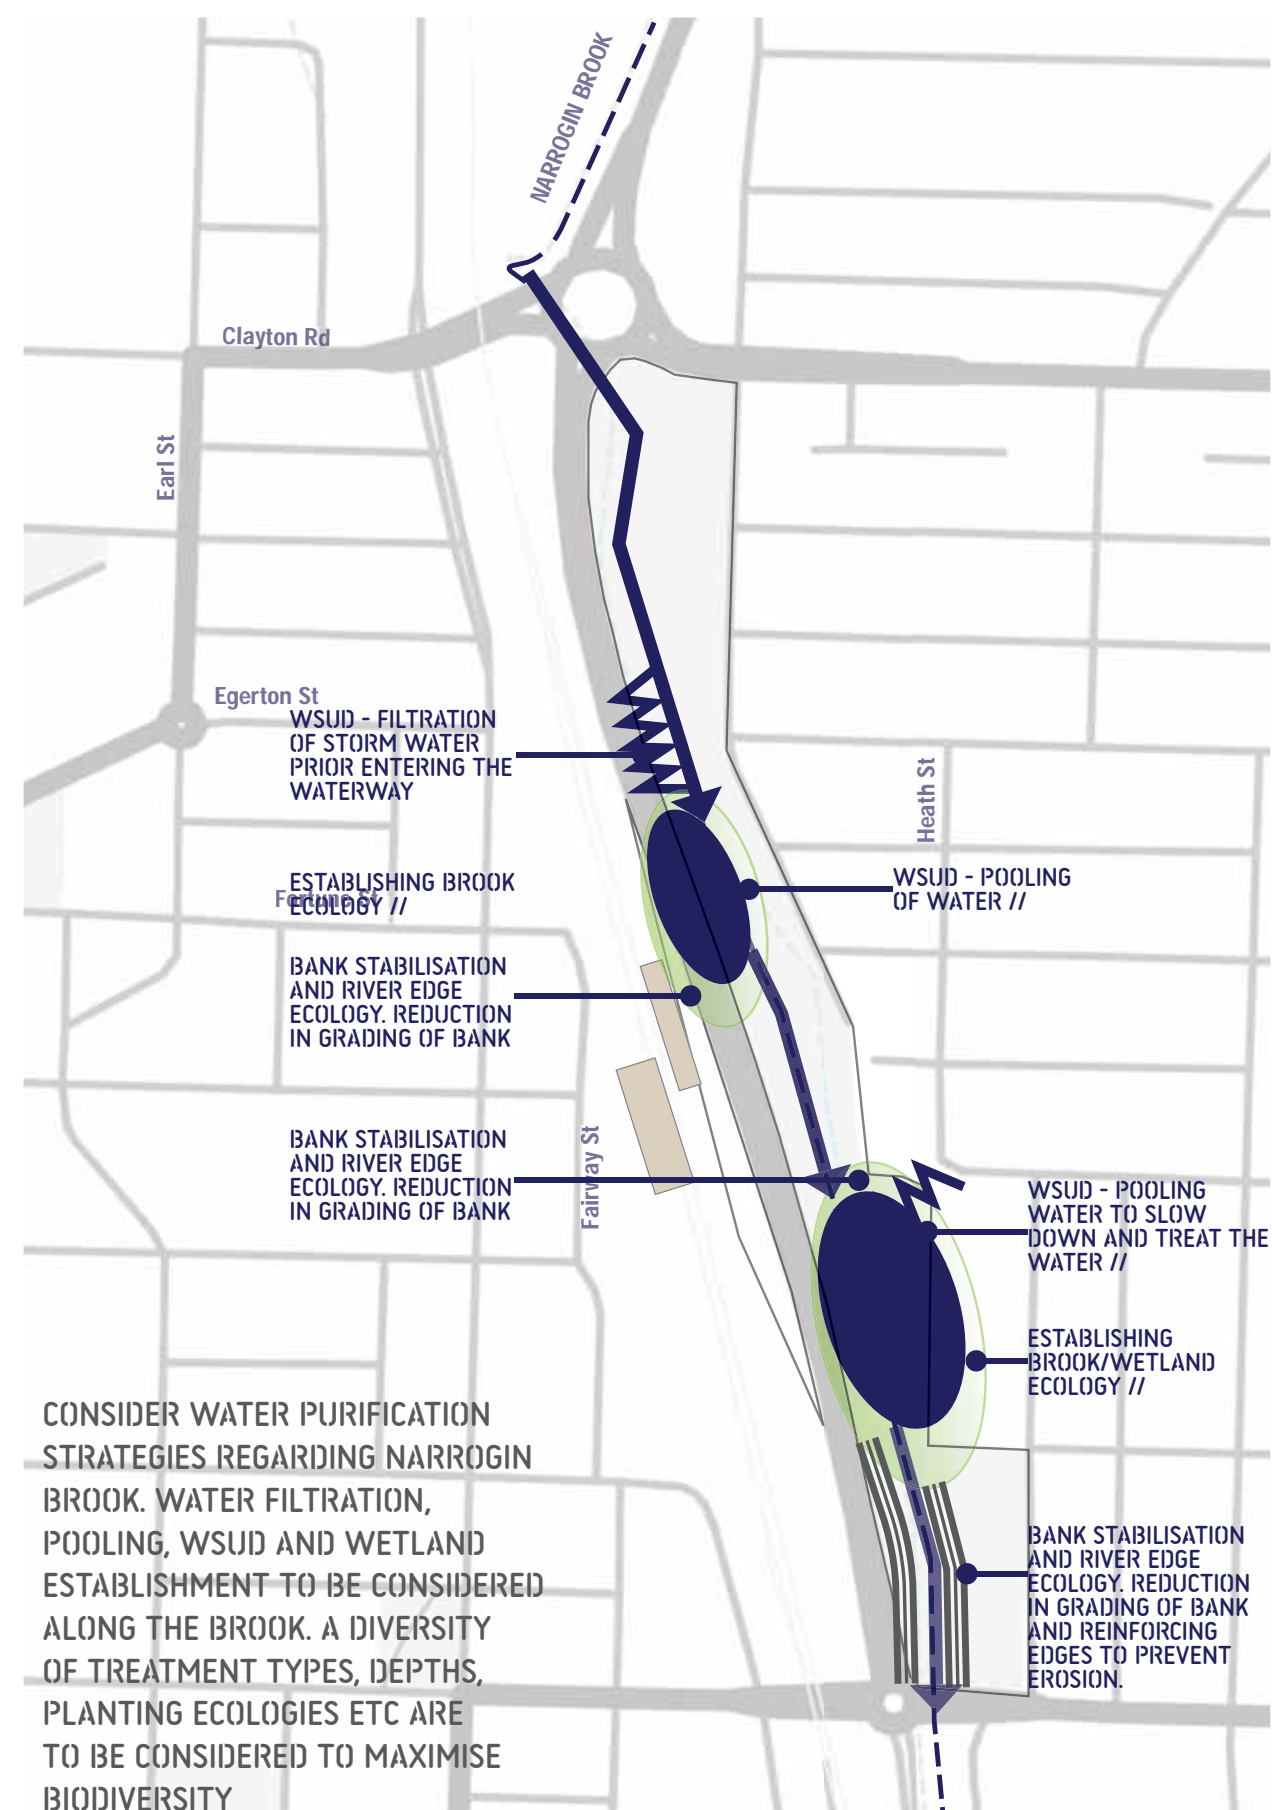 NARROGIN BROOK
Clayton Rd
Earl St
Egerton St
WSUD - FILTRATION
OF STORM WATER
PRIOR ENTERING THE
WATERWAY
Heath St
WSUD - POOLING
OF WATER //
ESTABLISHING BROOK
ECOLOGY //
Fortune St
BANK STABILISATION
AND RIVER EDGE
ECOLOGY. REDUCTION
IN GRADING OF BANK
BANK STABILISATION
AND RIVER EDGE
ECOLOGY. REDUCTION
IN GRADING OF BANK
Fairway St
WSUD - POOLING
WATER TO SLOW
DOWN AND TREAT THE
WATER //
ESTABLISHING
BROOK/WETLAND
ECOLOGY //
BANK STABILISATION
AND RIVER EDGE
ECOLOGY. REDUCTION
IN GRADING OF BANK
AND REINFORCING
EDGES TO PREVENT
EROSION.
CONSIDER WATER PURIFICATION
STRATEGIES REGARDING NARROGIN
BROOK. WATER FILTRATION,
POOLING, WSUD AND WETLAND
ESTABLISHMENT TO BE CONSIDERED
ALONG THE BROOK. A DIVERSITY
OF TREATMENT TYPES, DEPTHS,
PLANTING ECOLOGIES ETC ARE
TO BE CONSIDERED TO MAXIMISE
BIODIVERSITY